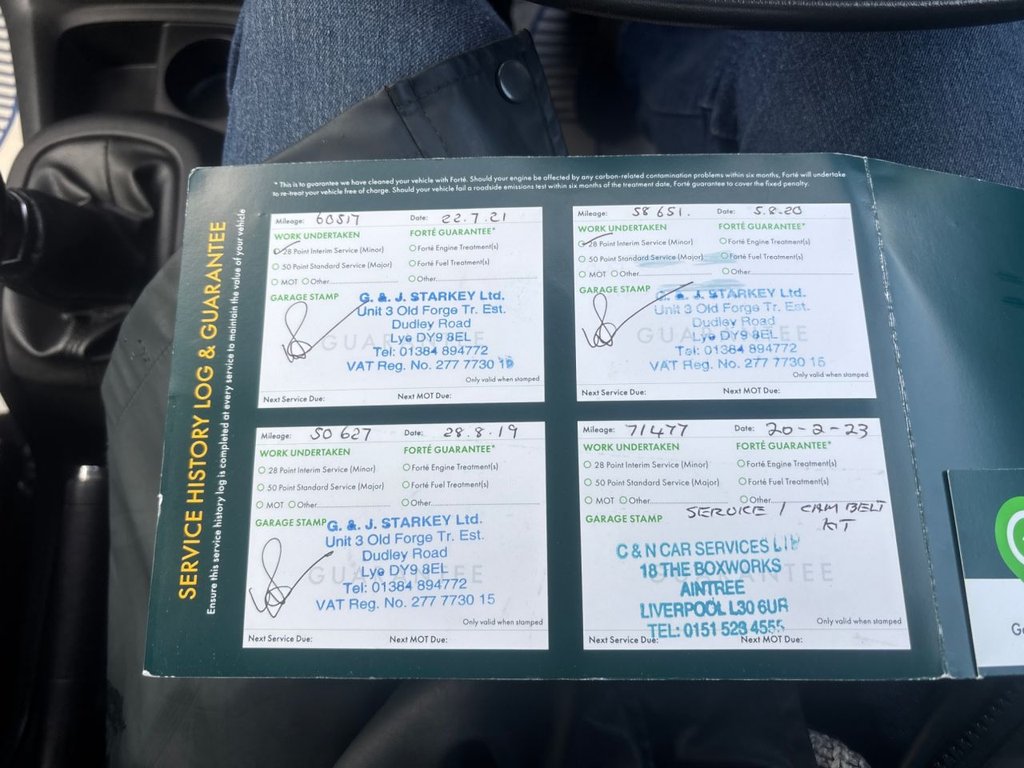 * This is to guarantee we have cleaned your vehicle with Forté. Should your engine be affected by any carbon-related contamination problems within six months, Forté will undertake
to re-treat your vehicle free of charge. Should your vehicle fail a roadside emissions test within six months of the treatment date, Forté guarantee to cover the fixed penalty.
SERVICE HISTORY LOG & GUARANTEE
Ensure this service history log is completed at every service to maintain the value of your vehicle
Mileage: 60517 Date: 22.7.21
WORK UNDERTAKEN FORTÉ GUARANTEE*
28 Point Interim Service (Minor) Forté Engine Treatment(s)
50 Point Standard Service (Major) Forté Fuel Treatment(s)
MOT Other Other
GARAGE STAMP
GUARANTEE
G. & J. STARKEY Ltd.
Unit 3 Old Forge Tr. Est.
Dudley Road
Lye DY9 8EL
Tel: 01384 894772
VAT Reg. No. 277 7730 15
Only valid when stamped
Next Service Due: Next MOT Due:
Mileage: 58651. Date: 5.8.20
WORK UNDERTAKEN FORTÉ GUARANTEE*
28 Point Interim Service (Minor) Forté Engine Treatment(s)
50 Point Standard Service (Major) Forté Fuel Treatment(s)
MOT Other Other
GARAGE STAMP
GUARANTEE
G. & J. STARKEY Ltd.
Unit 3 Old Forge Tr. Est.
Dudley Road
Lye DY9 8EL
Tel: 01384 894772
VAT Reg. No. 277 7730 15
Only valid when stamped
Next Service Due: Next MOT Due:
Mileage: 50627 Date: 28.8.19
WORK UNDERTAKEN FORTÉ GUARANTEE*
28 Point Interim Service (Minor) Forté Engine Treatment(s)
50 Point Standard Service (Major) Forté Fuel Treatment(s)
MOT Other Other
GARAGE STAMP
GUARANTEE
G. & J. STARKEY Ltd.
Unit 3 Old Forge Tr. Est.
Dudley Road
Lye DY9 8EL
Tel: 01384 894772
VAT Reg. No. 277 7730 15
Only valid when stamped
Next Service Due: Next MOT Due:
Mileage: 71477 Date: 20-2-23
WORK UNDERTAKEN FORTÉ GUARANTEE*
28 Point Interim Service (Minor) Forté Engine Treatment(s)
50 Point Standard Service (Major) Forté Fuel Treatment(s)
MOT Other Other
GARAGE STAMP SERVICE / CAM BELT
KIT
GUARANTEE
C & N CAR SERVICES
18 THE BOXWORKS
AINTREE
LIVERPOOL L30 6UR
TEL: 0151 523 4555
Only valid when stamped
Next Service Due: Next MOT Due: